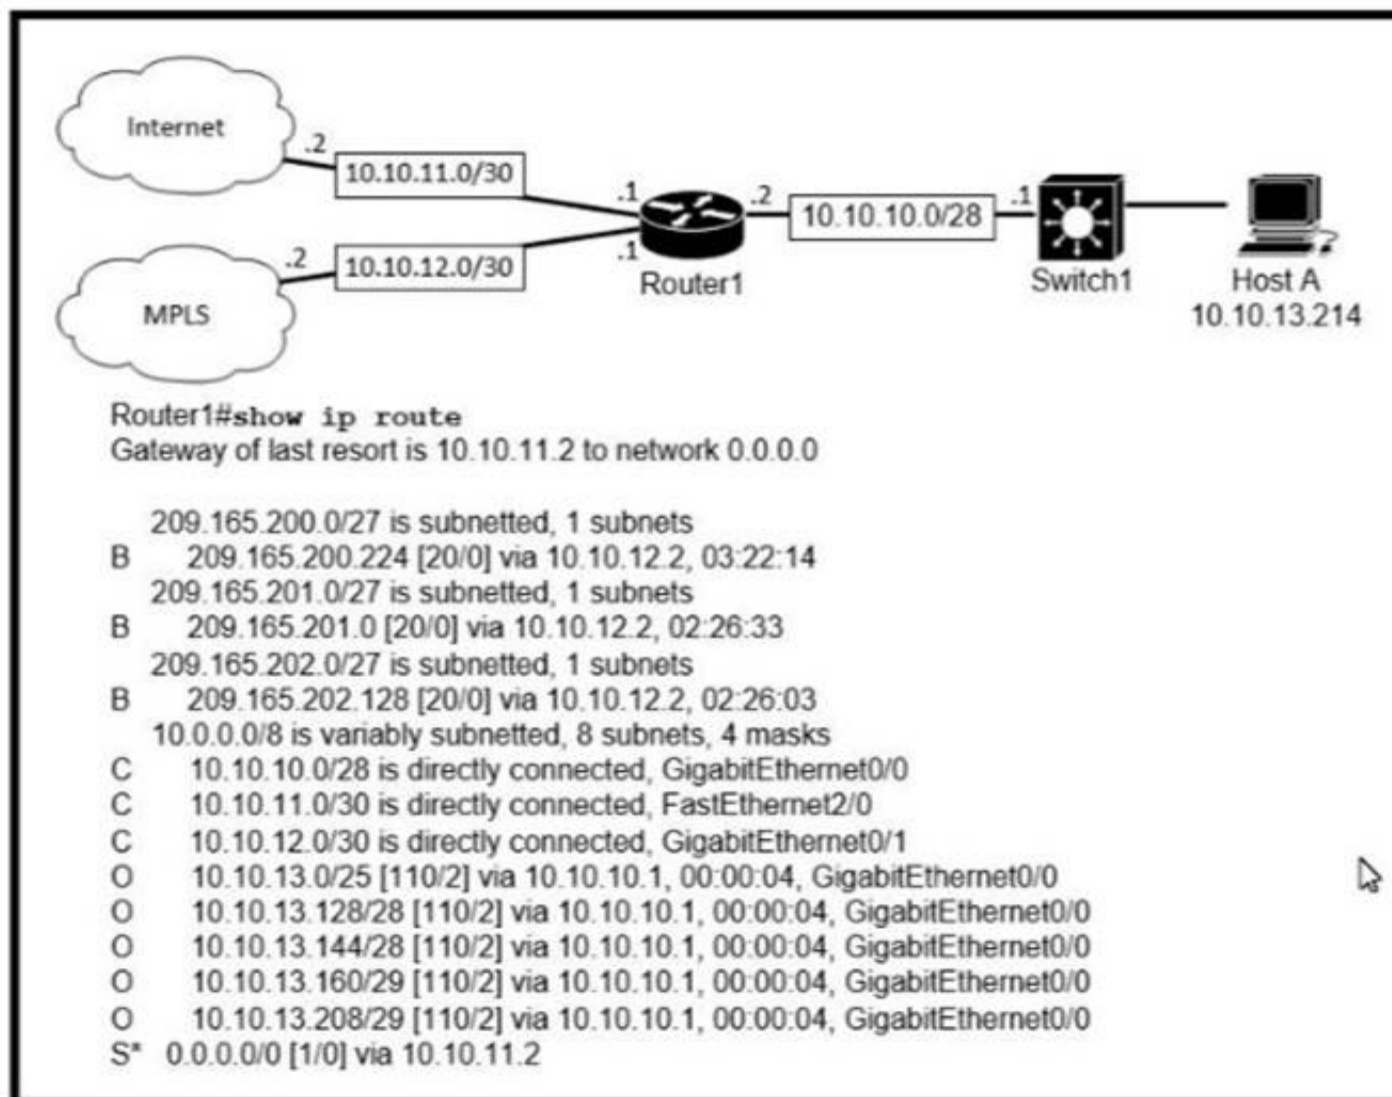 Internet
.2
10.10.11.0/30
.1
.2
10.10.10.0/28
.1
.2
10.10.12.0/30
.1
MPLS
Router1
Switch1
Host A
10.10.13.214
Router1#show ip route
Gateway of last resort is 10.10.11.2 to network 0.0.0.0
209.165.200.0/27 is subnetted, 1 subnets
B 209.165.200.224 [20/0] via 10.10.12.2, 03:22:14
209.165.201.0/27 is subnetted, 1 subnets
B 209.165.201.0 [20/0] via 10.10.12.2, 02:26:33
209.165.202.0/27 is subnetted, 1 subnets
B 209.165.202.128 [20/0] via 10.10.12.2, 02:26:03
10.0.0.0/8 is variably subnetted, 8 subnets, 4 masks
C 10.10.10.0/28 is directly connected, GigabitEthernet0/0
C 10.10.11.0/30 is directly connected, FastEthernet2/0
C 10.10.12.0/30 is directly connected, GigabitEthernet0/1
O 10.10.13.0/25 [110/2] via 10.10.10.1, 00:00:04, GigabitEthernet0/0
O 10.10.13.128/28 [110/2] via 10.10.10.1, 00:00:04, GigabitEthernet0/0
O 10.10.13.144/28 [110/2] via 10.10.10.1, 00:00:04, GigabitEthernet0/0
O 10.10.13.160/29 [110/2] via 10.10.10.1, 00:00:04, GigabitEthernet0/0
O 10.10.13.208/29 [110/2] via 10.10.10.1, 00:00:04, GigabitEthernet0/0
S* 0.0.0.0/0 [1/0] via 10.10.11.2